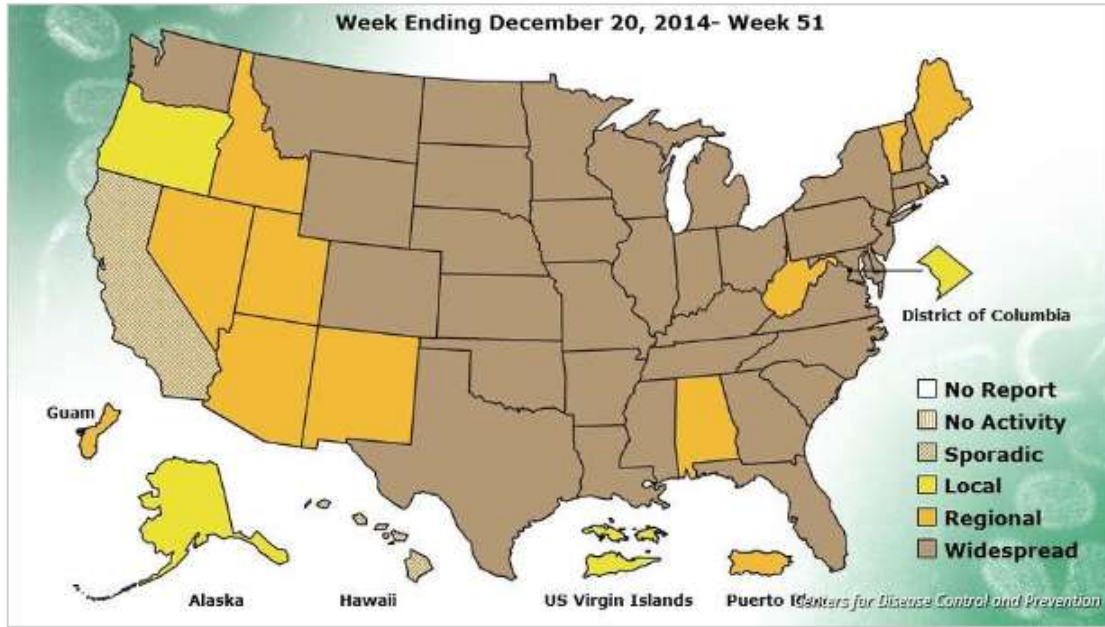 Week Ending December 20, 2014- Week 51
District of Columbia
No Report
No Activity
Sporadic
Local
Regional
Widespread
Guam
Alaska
Hawaii
US Virgin Islands
Puerto
Centers for Disease Control and Prevention